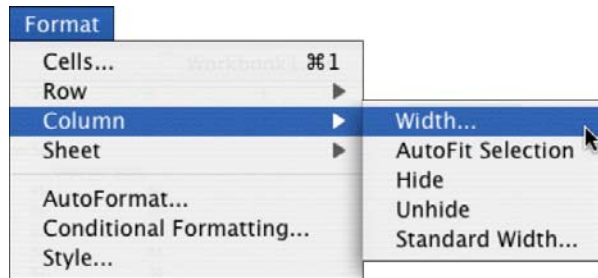 Format
Cells... ⌘1
Row
Column
Sheet
AutoFormat...
Conditional Formatting...
Style...
Width...
AutoFit Selection
Hide
Unhide
Standard Width...